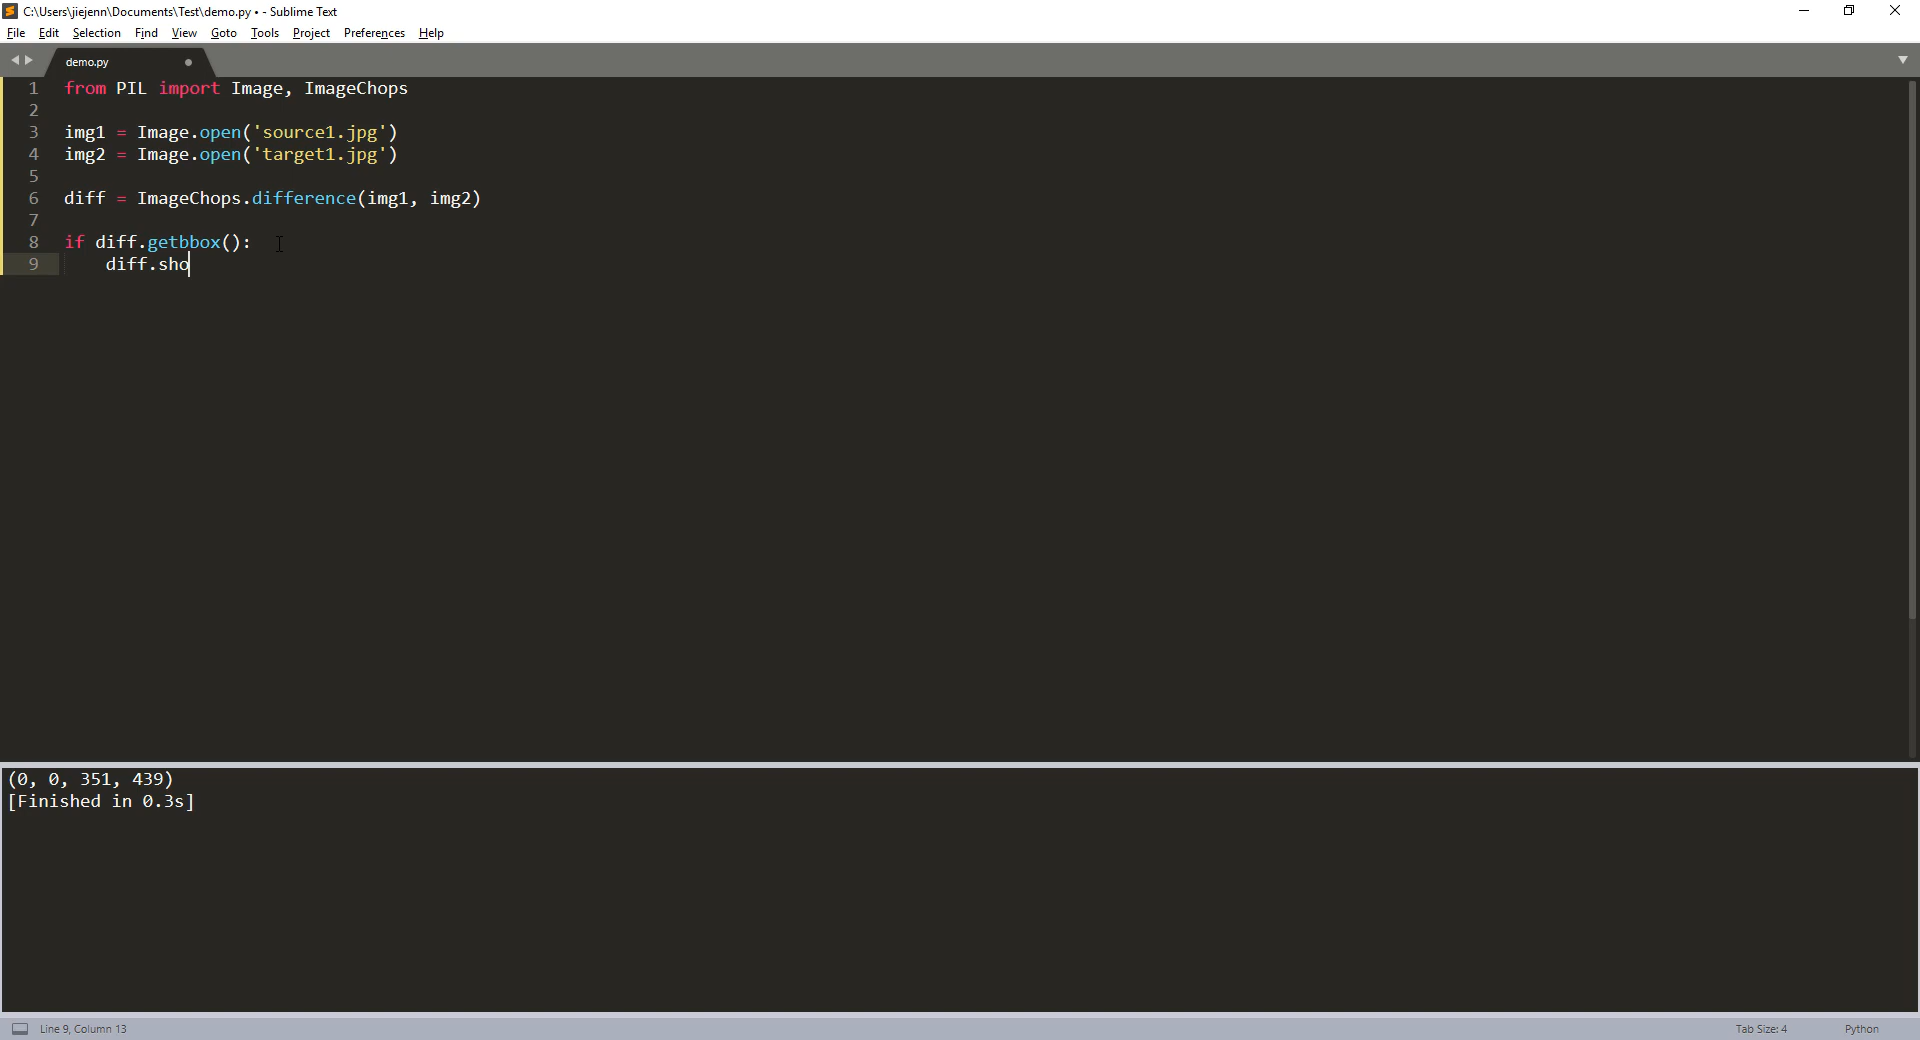 C:\Users\jiejenn\Documents\Test\demo.py • - Sublime Text
File Edit Selection Find View Goto Tools Project Preferences Help
demo.py
1 from PIL import Image, ImageChops
2
3 img1 = Image.open('source1.jpg')
4 img2 = Image.open('target1.jpg')
5
6 diff = ImageChops.difference(img1, img2)
7
8 if diff.getbbox():
9     diff.sho
(0, 0, 351, 439)
[Finished in 0.3s]
Line 9, Column 13 Tab Size: 4 Python